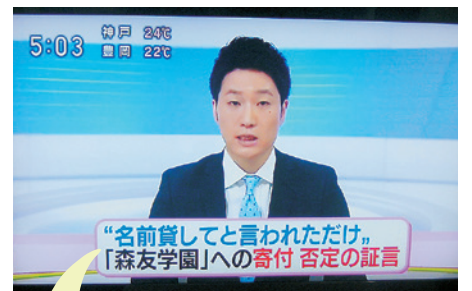 5:03
神戸 24℃
豊岡 22℃
“名前貸してと言われただけ„
「森友学園」への寄付 否定の証言